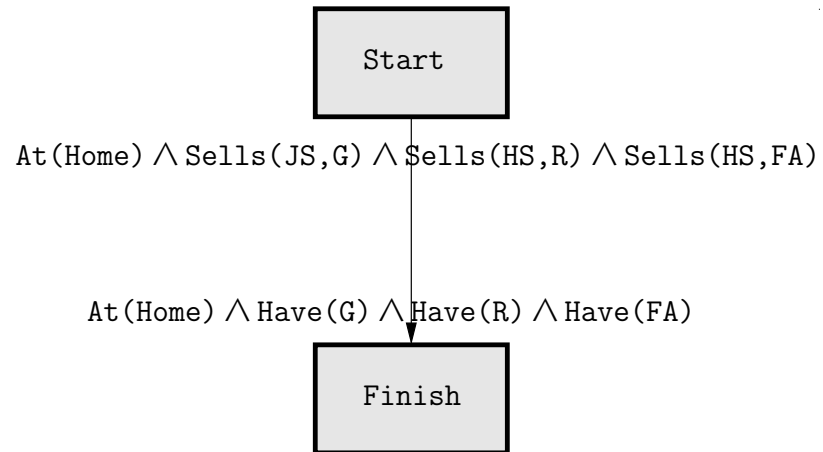 Start
At(Home) ∧ Sells(JS,G) ∧ Sells(HS,R) ∧ Sells(HS,FA)
At(Home) ∧ Have(G) ∧ Have(R) ∧ Have(FA)
Finish